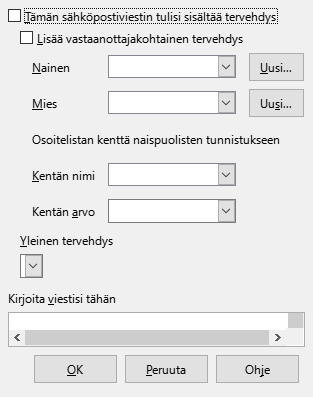 Tämän sähköpostiviestin tulisi sisältää tervehdys
Lisää vastaanottajakohtainen tervehdys
Nainen
Uusi...
Mies
Uusi...
Osoitelistan kenttä naispuolisten tunnistukseen
Kentän nimi
Kentän arvo
Yleinen tervehdys
Kirjoita viestisi tähän
OK Peruuta Ohje